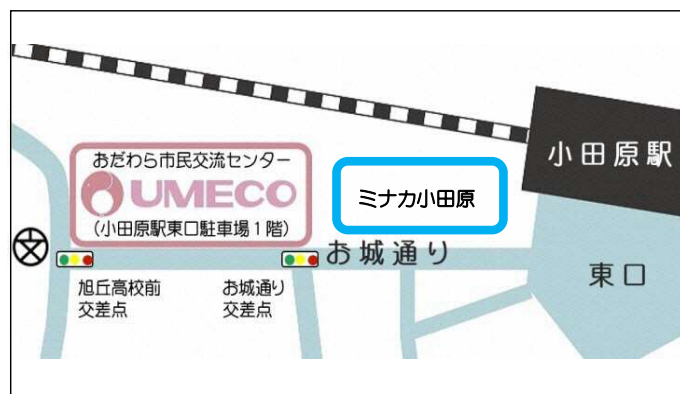 おだわら市民交流センター
UMECO
(小田原駅東口駐車場1階)
ミナカ小田原
小田原駅
お城通り
東口
旭丘高校前
交差点
お城通り
交差点
文